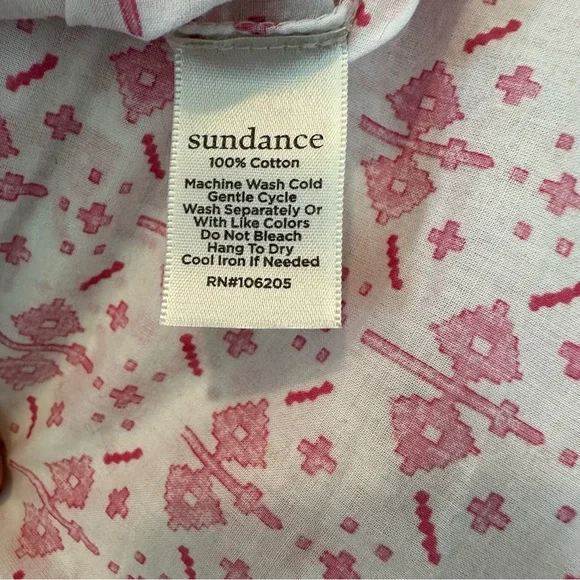 sundance
100% Cotton
Machine Wash Cold
Gentle Cycle
Wash Separately Or
With Like Colors
Do Not Bleach
Hang To Dry
Cool Iron If Needed
RN#106205